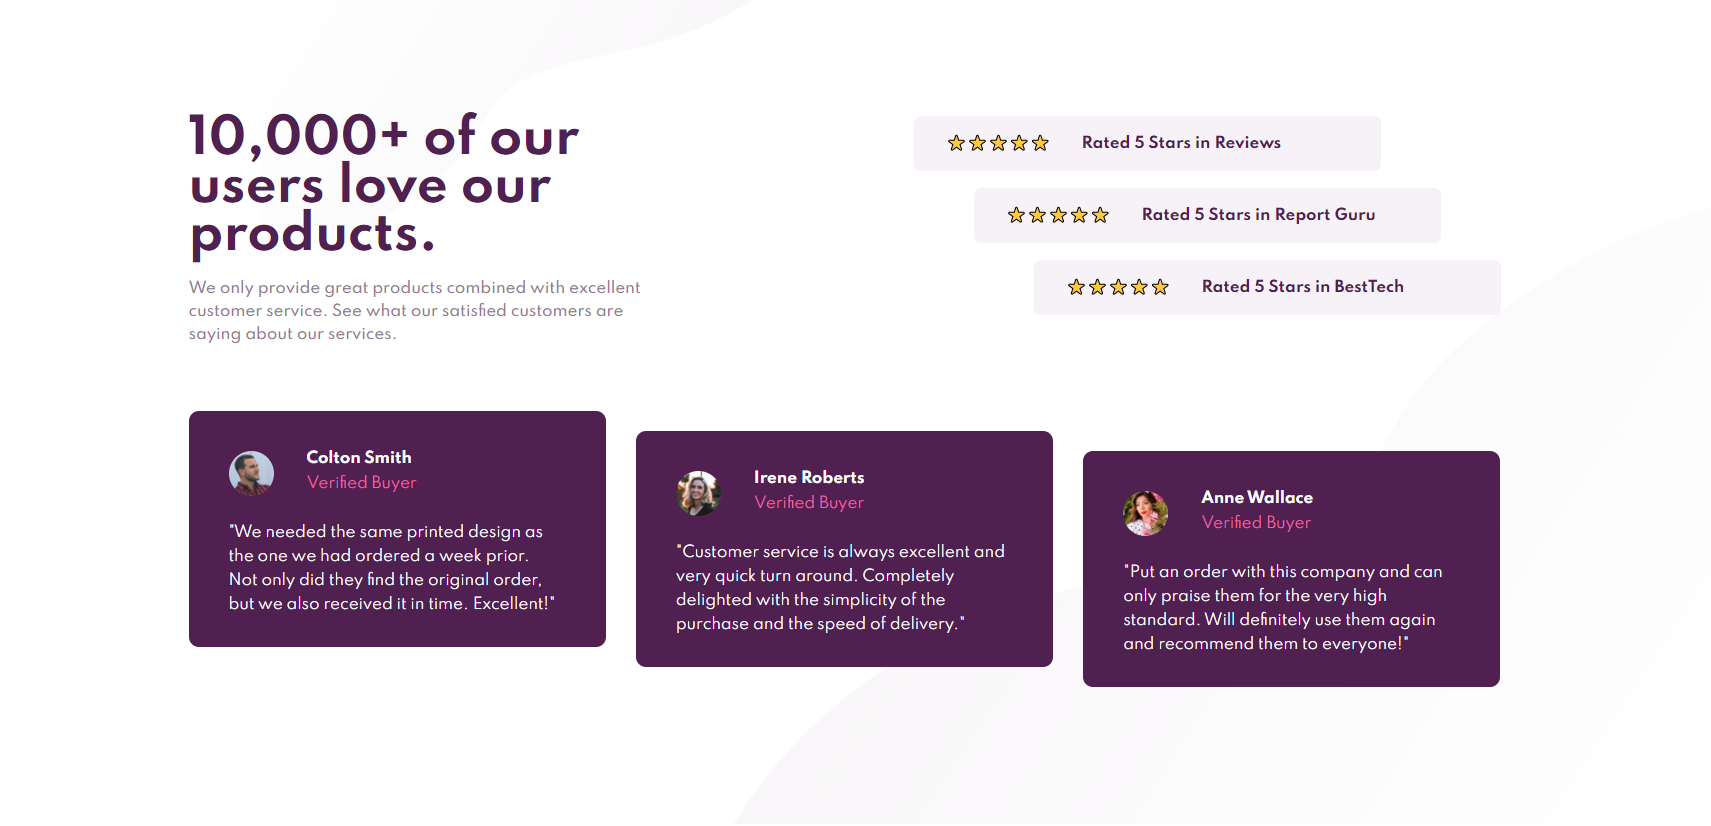 10,000+ of our
users love our
products.
We only provide great products combined with excellent
customer service. See what our satisfied customers are
saying about our services.
Rated 5 Stars in Reviews
Rated 5 Stars in Report Guru
Rated 5 Stars in BestTech
Colton Smith
Verified Buyer
"We needed the same printed design as
the one we had ordered a week prior.
Not only did they find the original order,
but we also received it in time. Excellent!"
Irene Roberts
Verified Buyer
"Customer service is always excellent and
very quick turn around. Completely
delighted with the simplicity of the
purchase and the speed of delivery."
Anne Wallace
Verified Buyer
"Put an order with this company and can
only praise them for the very high
standard. Will definitely use them again
and recommend them to everyone!"